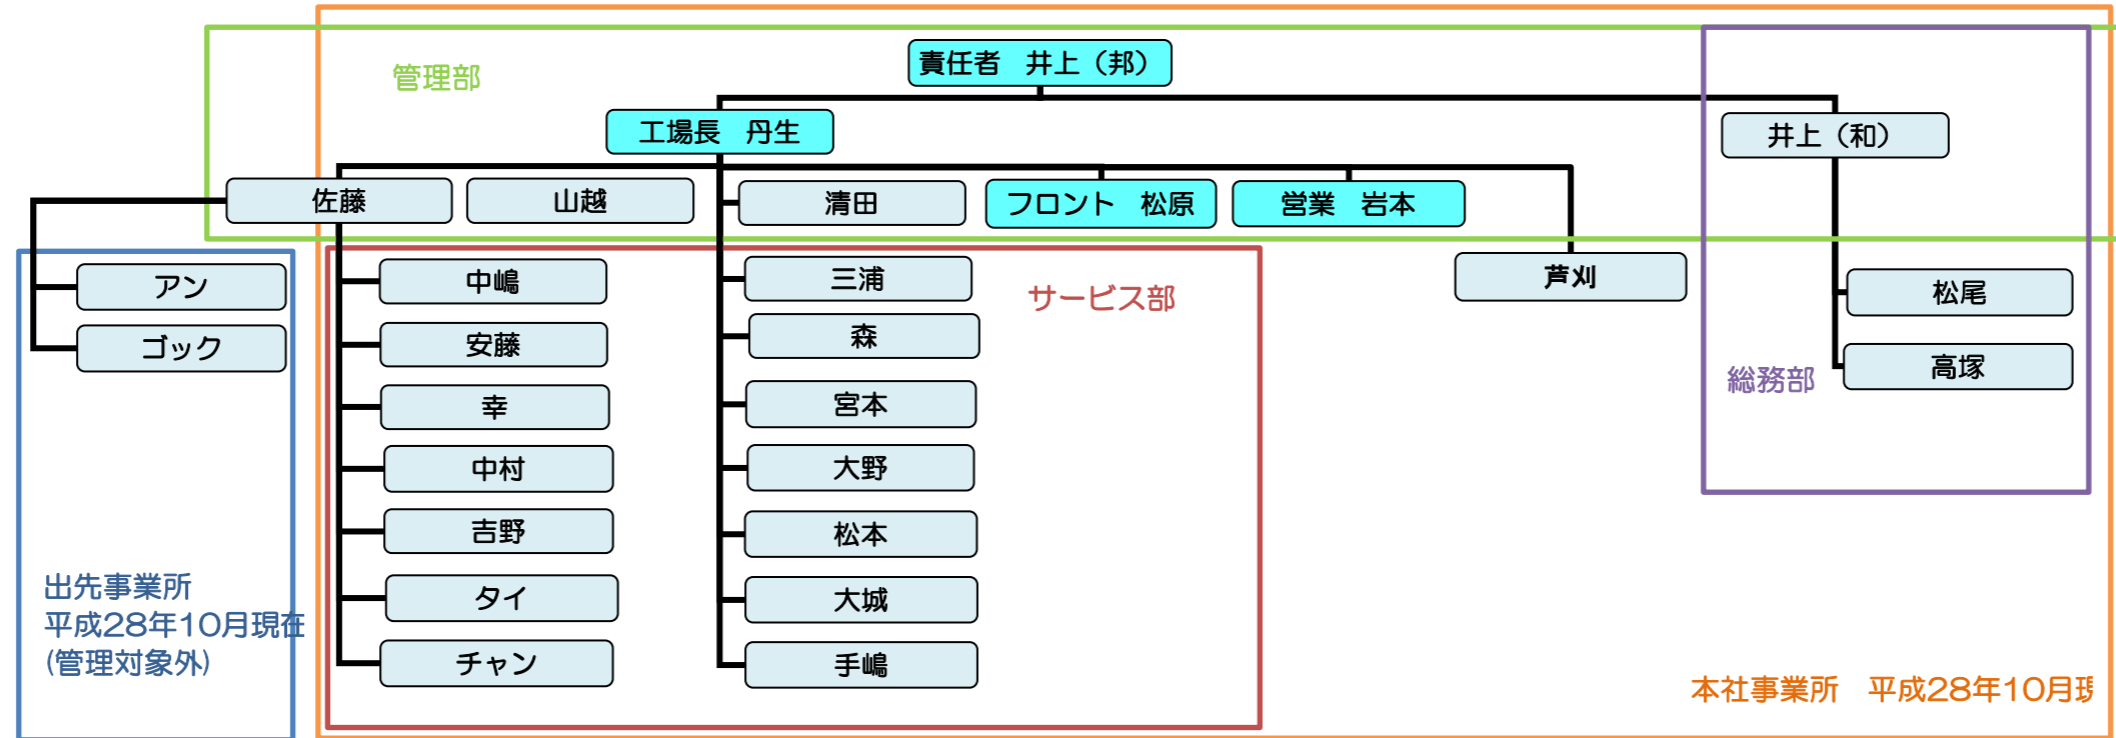 管理部
責任者　井上（邦）
工場長　丹生
井上（和）
佐藤
山越
清田
フロント　松原
営業　岩本
芦刈
アン
ゴック
中嶋
安藤
幸
中村
吉野
タイ
チャン
三浦
森
宮本
大野
松本
大城
手嶋
サービス部
松尾
高塚
総務部
出先事業所
平成28年10月現在
(管理対象外)
本社事業所　平成28年10月現